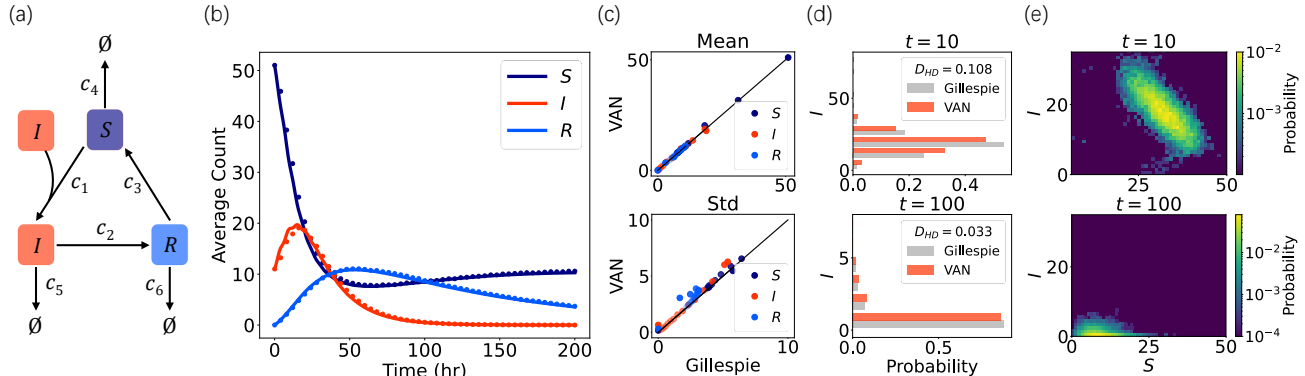 (a)
∅
c4
I
S
c1
c3
I
c2
R
c5
c6
∅
∅
(b)
Average Count
50
40
30
20
10
0
S
I
R
0
50
100
150
200
Time (hr)
(c)
Mean
VAN
50
0
S
I
R
0
50
Std
VAN
10
5
0
S
I
R
0
10
Gillespie
(d)
t = 10
I
50
0
D_HD = 0.108
Gillespie
VAN
0.0
0.2
0.4
t = 100
I
5
0
D_HD = 0.033
Gillespie
VAN
0.0
0.5
Probability
(e)
t = 10
I
20
0
25
50
10⁻²
10⁻³
Probability
t = 100
I
20
0
0
25
50
S
10⁻²
10⁻³
10⁻⁴
Probability